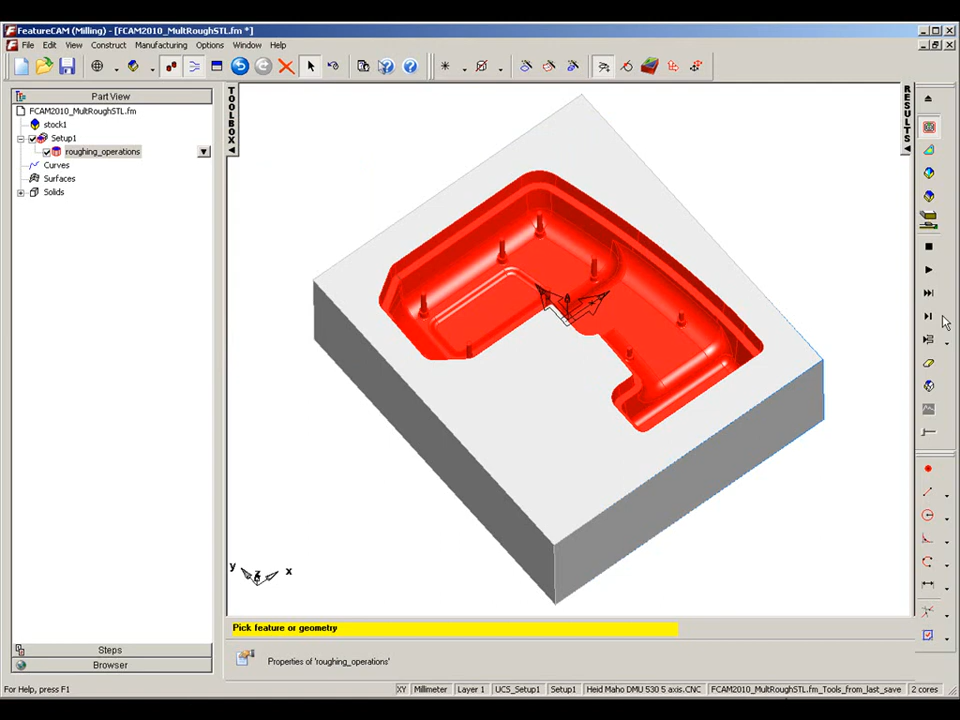 FeatureCAM (Milling) - [FCAM2010_MultRoughSTL.fm *]
File Edit View Construct Manufacturing Options Window Help
PartView
FCAM2010_MultRoughSTL.fm
stock1
Setup1
roughing_operations
Curves
Surfaces
Solids
TOOLBOX
RESULTS
y
z
x
Steps
Browser
Pick feature or geometry
Properties of 'roughing_operations'
For Help, press F1
XY Millimeter Layer 1 UCS_Setup1 Setup1 Heid Maho DMU 530 5 axis.CNC FCAM2010_MultRoughSTL.fm_Tools_from_last_save 2 cores